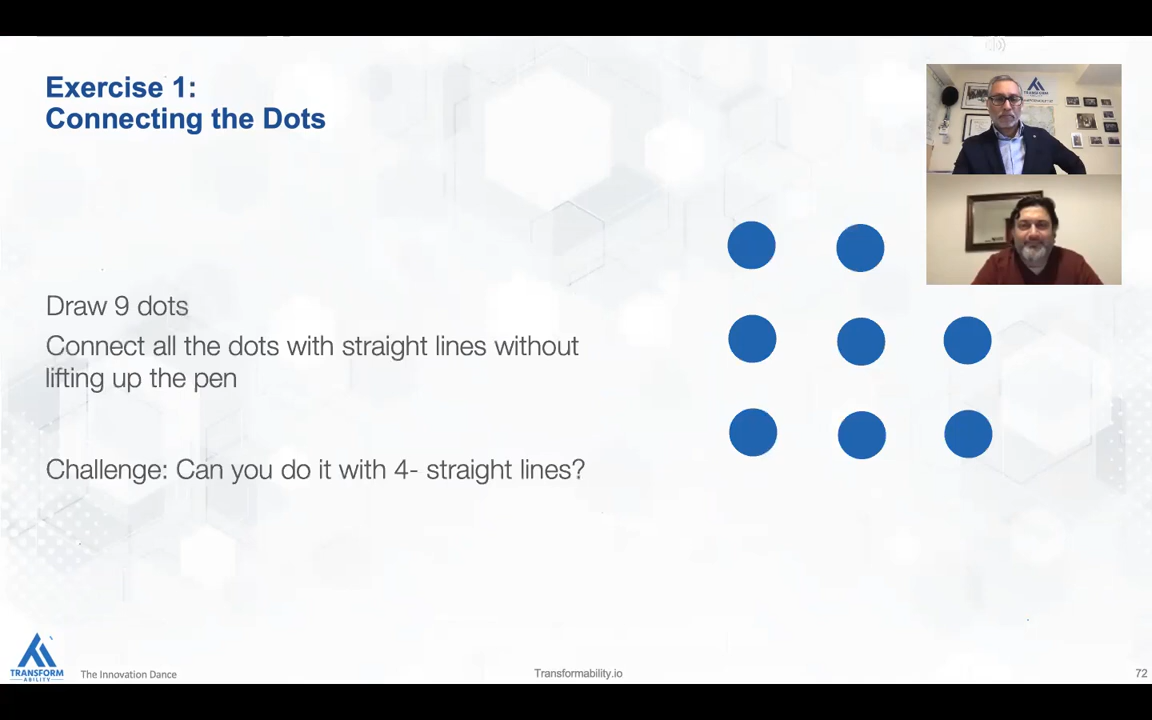 Exercise 1:
Connecting the Dots
TRANSFORM
Draw 9 dots
Connect all the dots with straight lines without
lifting up the pen
Challenge: Can you do it with 4- straight lines?
TRANSFORM
ABILITY
The Innovation Dance
Transformability.io
72